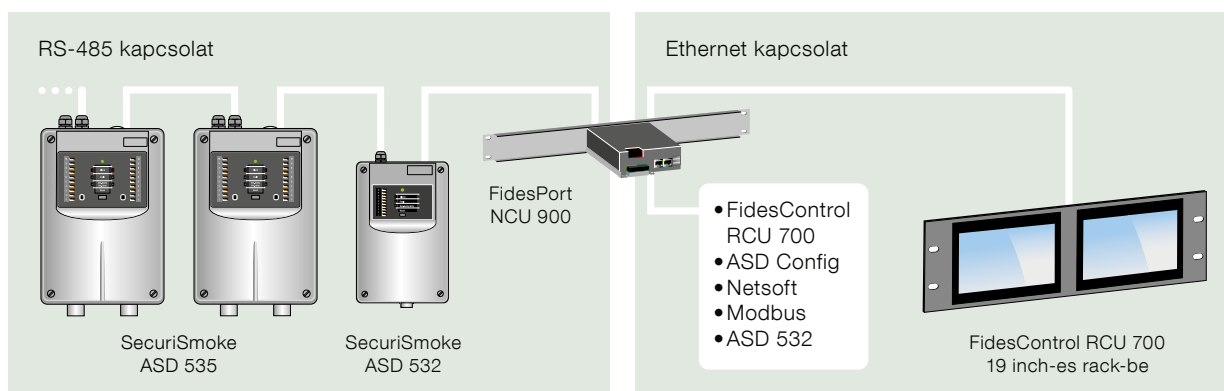 RS-485 kapcsolat
Ethernet kapcsolat
FidesPort
NCU 900
•FidesControl
RCU 700
•ASD Config
•Netsoft
•Modbus
•ASD 532
SecuriSmoke
ASD 535
SecuriSmoke
ASD 532
FidesControl RCU 700
19 inch-es rack-be